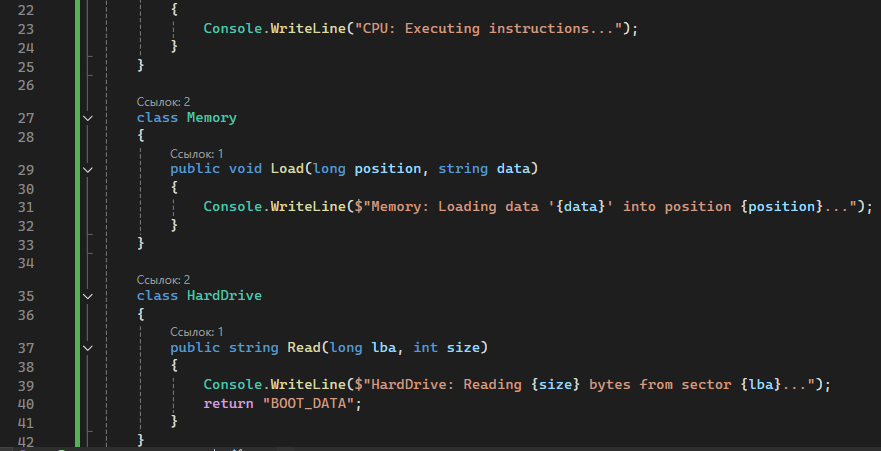 22 {
23 Console.WriteLine("CPU: Executing instructions...");
24 }
25 }
26
Ссылок: 2
27 class Memory
28 {
Ссылок: 1
29 public void Load(long position, string data)
30 {
31 Console.WriteLine($"Memory: Loading data '{data}' into position {position}...");
32 }
33 }
34
Ссылок: 2
35 class HardDrive
36 {
Ссылок: 1
37 public string Read(long lba, int size)
38 {
39 Console.WriteLine($"HardDrive: Reading {size} bytes from sector {lba}...");
40 return "BOOT_DATA";
41 }
42 }